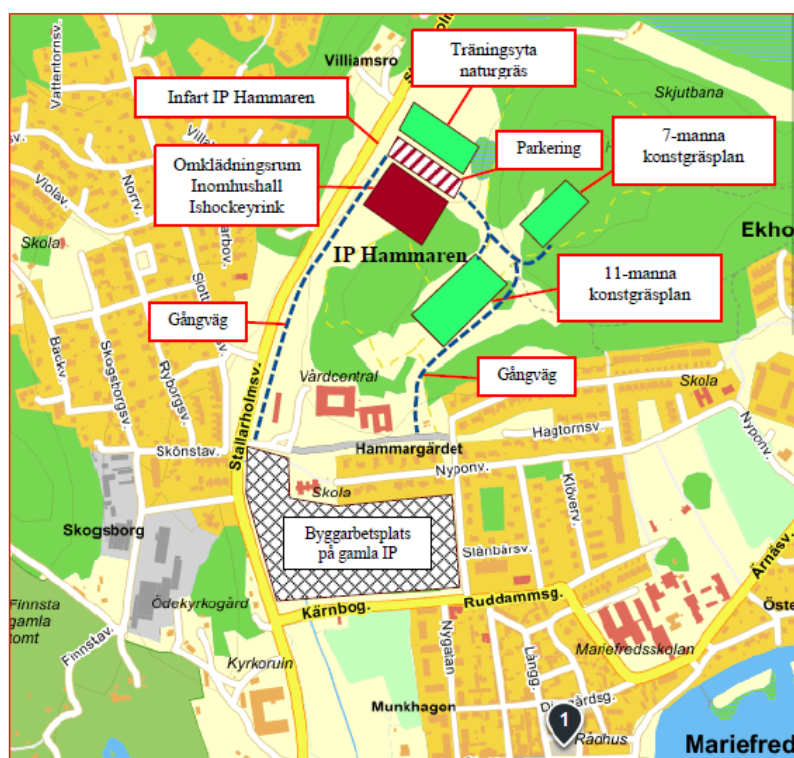 Villiamsro
Träningsyta
naturgräs
Infart IP Hammaren
Skjutbana
Vattentornsv.
Parkering
7-manna
konstgräsplan
Omklädningsrum
Inomhushall
Ishockeyrink
Norrv.
Violav.
Skola
IP Hammaren
Ekho
11-manna
konstgräsplan
Gångväg
Backv.
Skogsborgsv.
Ryborgsv.
Stallarholmsv.
Vårdcentral
Gångväg
Skola
Nyponv.
Hagtornsv.
Skönstav.
Hammargärdet
Nyponv.
Klöverv.
Skola
Skogsborg
Byggarbetsplats
på gamla IP
Slånbärsv.
Ärnäsv.
Finnsta
gamla
tomt
Ödekyrkogård
Kärnbog.
Ruddammsg.
Öste
Finnstav.
Kyrkoruin
Nygatan
Långg.
Mariefredsskolan
Munkhagen
1
Rådhus
Mariefred